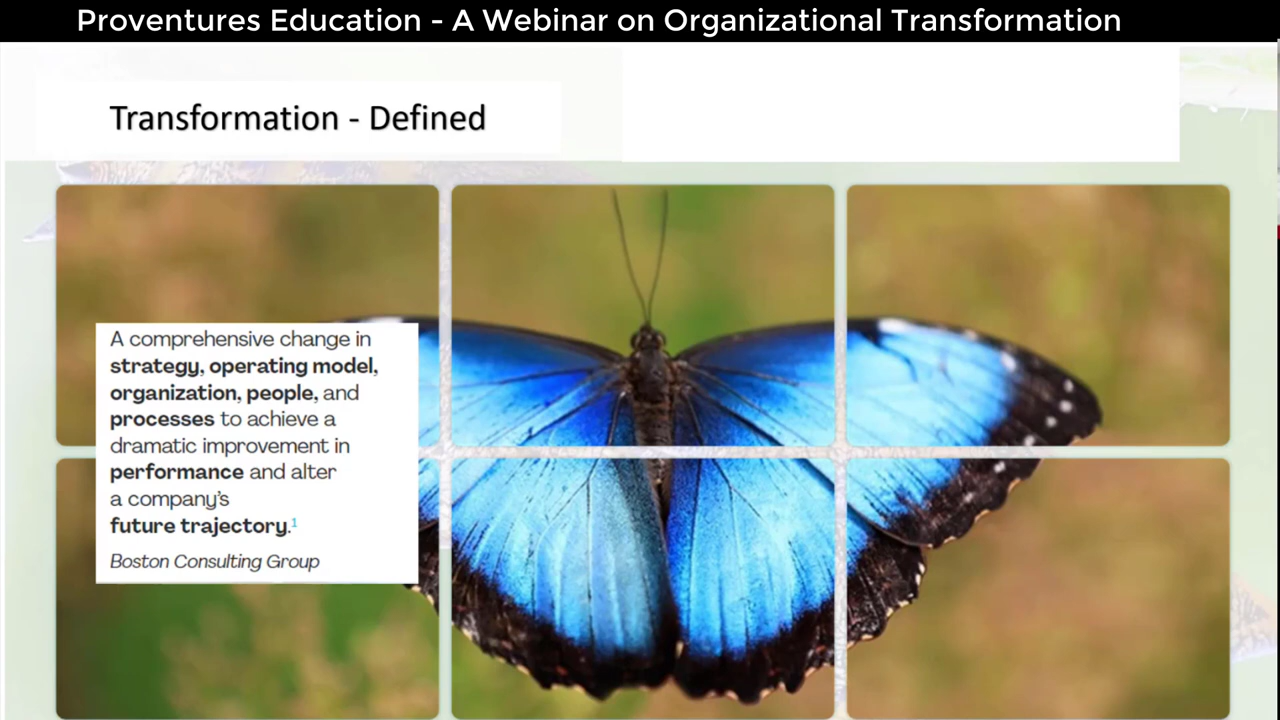 Proventures Education - A Webinar on Organizational Transformation
Transformation - Defined
A comprehensive change in
strategy, operating model,
organization, people, and
processes to achieve a
dramatic improvement in
performance and alter
a company's
future trajectory.1
Boston Consulting Group